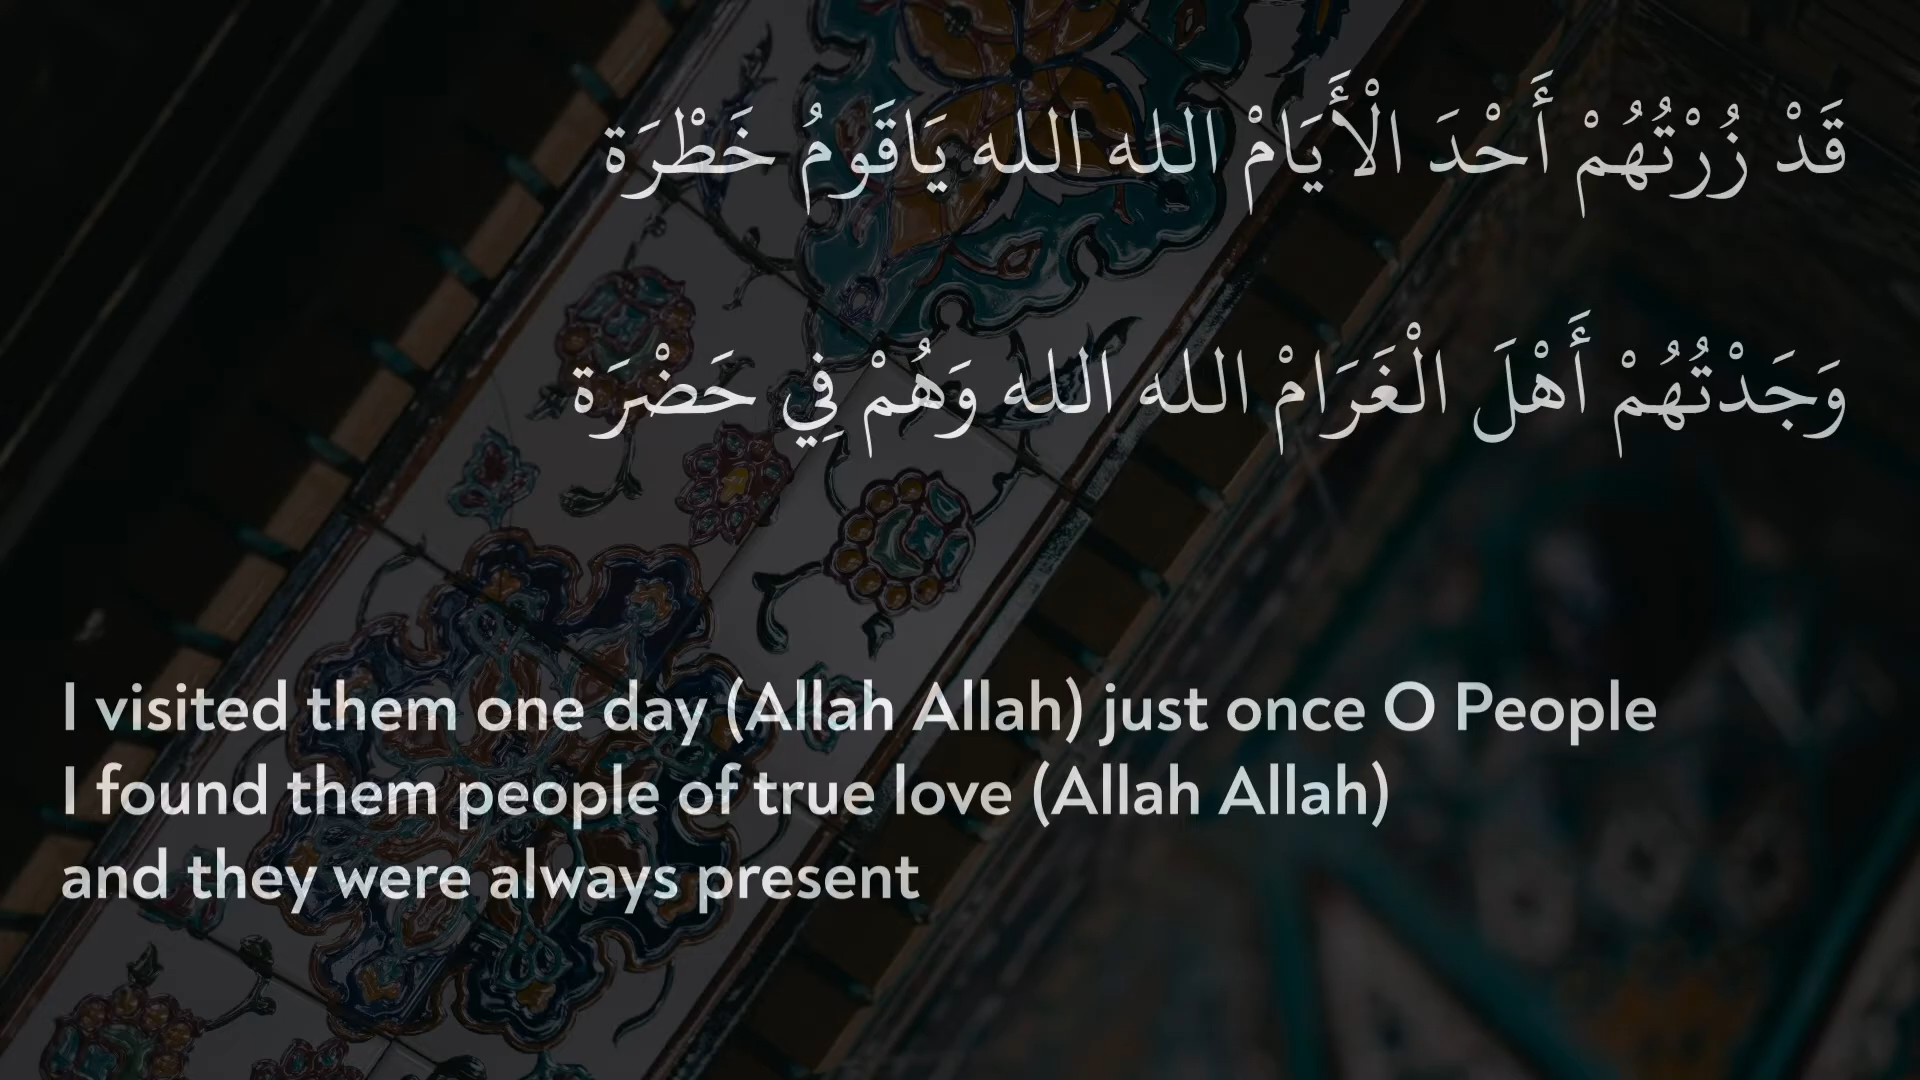 قَدْ زُرْتُهُمْ أَحْدَ الْأَيَامْ الله الله يَاقَومُ خَطْرَة
وَجَدْتُهُمْ أَهْلَ الْغَرَامْ الله الله وَهُمْ فِي حَضْرَة
I visited them one day (Allah Allah) just once O People
I found them people of true love (Allah Allah)
and they were always present